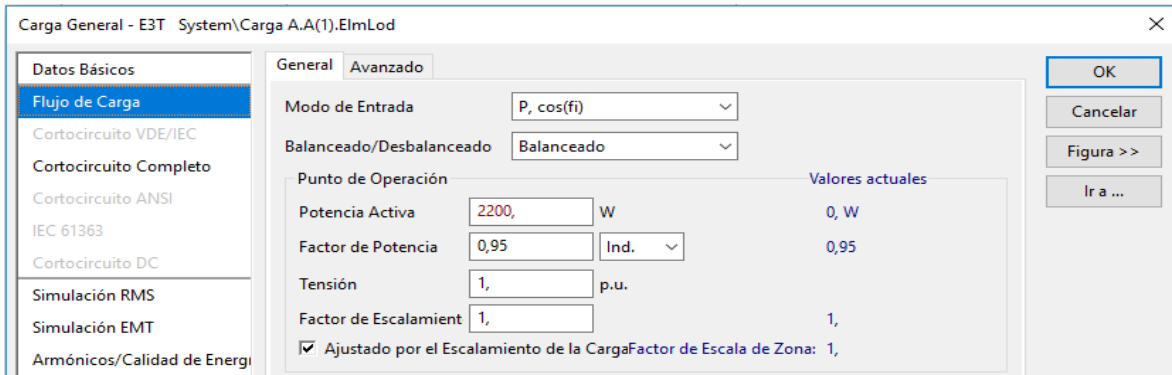 Carga General - E3T System\Carga A.A(1).ElmLod
Datos Básicos
Flujo de Carga
Cortocircuito VDE/IEC
Cortocircuito Completo
Cortocircuito ANSI
IEC 61363
Cortocircuito DC
Simulación RMS
Simulación EMT
Armónicos/Calidad de Energ
General Avanzado
Modo de Entrada P, cos(fi)
Balanceado/Desbalanceado Balanceado
Punto de Operación Valores actuales
Potencia Activa 2200, W 0, W
Factor de Potencia 0,95 Ind. 0,95
Tensión 1, p.u.
Factor de Escalamient 1, 1,
Ajustado por el Escalamiento de la CargaFactor de Escala de Zona: 1,
OK
Cancelar
Figura >>
Ir a ...